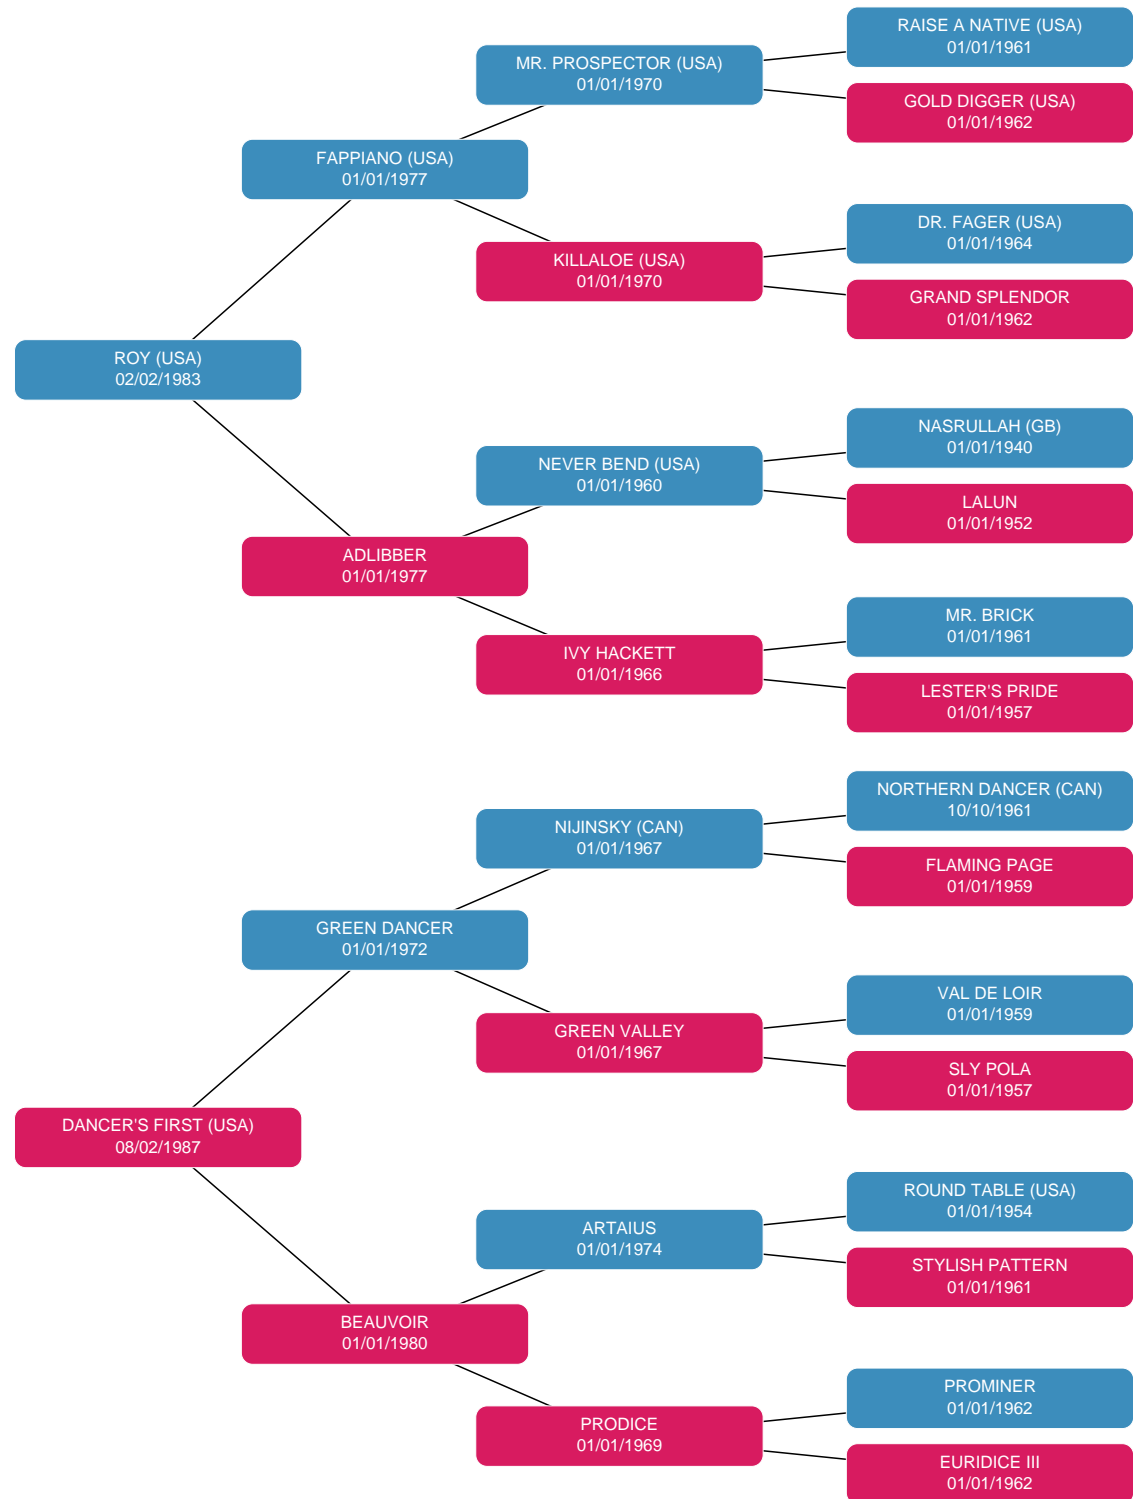 RAISE A NATIVE (USA)
01/01/1961
MR. PROSPECTOR (USA)
01/01/1970
GOLD DIGGER (USA)
01/01/1962
FAPPIANO (USA)
01/01/1977
DR. FAGER (USA)
01/01/1964
KILLALOE (USA)
01/01/1970
GRAND SPLENDOR
01/01/1962
ROY (USA)
02/02/1983
NASRULLAH (GB)
01/01/1940
NEVER BEND (USA)
01/01/1960
LALUN
01/01/1952
ADLIBBER
01/01/1977
MR. BRICK
01/01/1961
IVY HACKETT
01/01/1966
LESTER'S PRIDE
01/01/1957
NORTHERN DANCER (CAN)
10/10/1961
NIJINSKY (CAN)
01/01/1967
FLAMING PAGE
01/01/1959
GREEN DANCER
01/01/1972
VAL DE LOIR
01/01/1959
GREEN VALLEY
01/01/1967
SLY POLA
01/01/1957
DANCER'S FIRST (USA)
08/02/1987
ROUND TABLE (USA)
01/01/1954
ARTAIUS
01/01/1974
STYLISH PATTERN
01/01/1961
BEAUVOIR
01/01/1980
PROMINER
01/01/1962
PRODICE
01/01/1969
EURIDICE III
01/01/1962